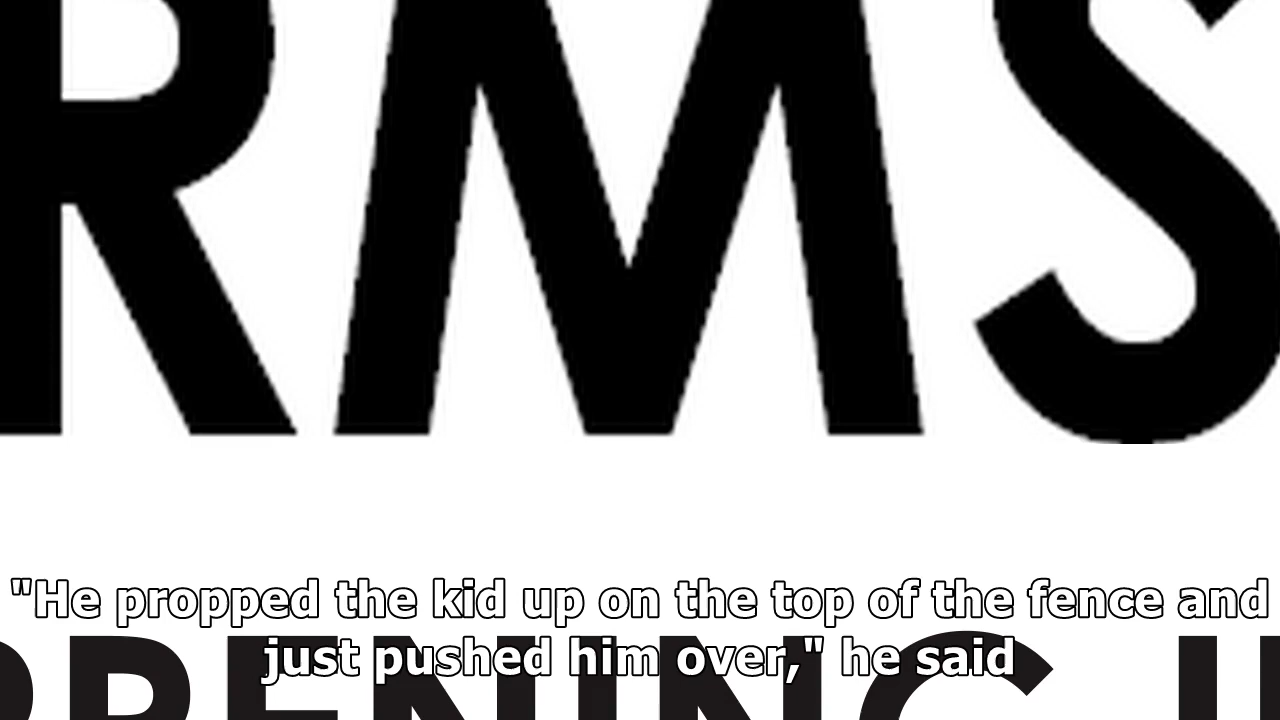 RMS
"He propped the kid up on the top of the fence and
just pushed him over," he said
PPENING I